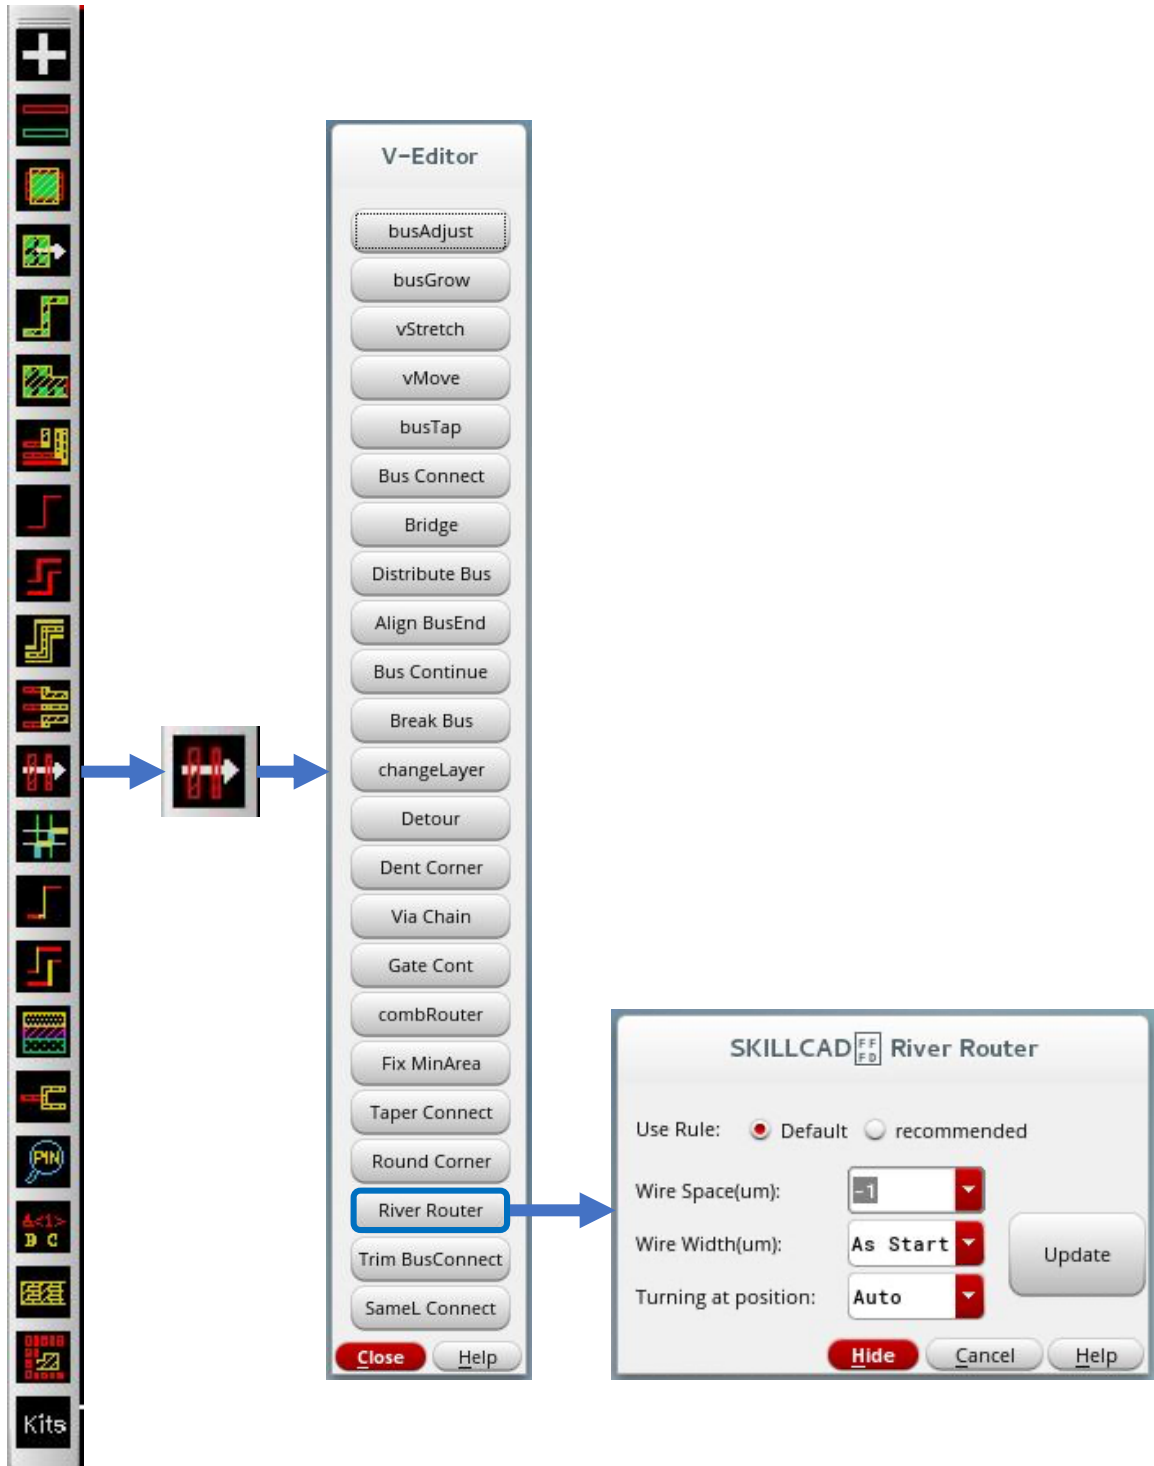 PIN
&<1>
B C
Kits
V-Editor
busAdjust
busGrow
vStretch
vMove
busTap
Bus Connect
Bridge
Distribute Bus
Align BusEnd
Bus Continue
Break Bus
changeLayer
Detour
Dent Corner
Via Chain
Gate Cont
combRouter
Fix MinArea
Taper Connect
Round Corner
River Router
Trim BusConnect
SameL Connect
Close Help
SKILLCAD FF FD River Router
Use Rule: Default recommended
Wire Space(um): -1
Wire Width(um): As Start
Update
Turning at position: Auto
Hide Cancel Help